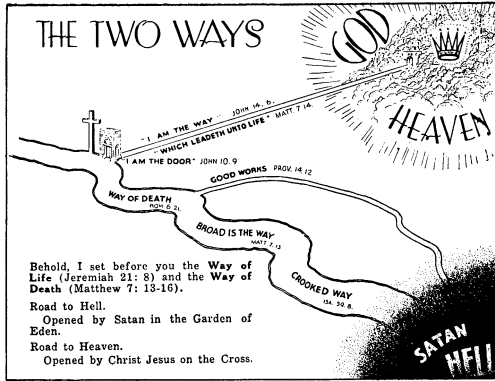 THE TWO WAYS
GOD
HEAVEN
"I AM THE WAY" JOHN 14.6.
"WHICH LEADETH UNTO LIFE" MATT 7.14.
"I AM THE DOOR" JOHN 10.9
GOOD WORKS PROV. 14.12
WAY OF DEATH
ROM. 6.21.
BROAD IS THE WAY
MATT 7.13
CROOKED WAY
ISA. 59.8.
Behold, I set before you the Way of
Life (Jeremiah 21: 8) and the Way of
Death (Matthew 7: 13-16).
Road to Hell.
Opened by Satan in the Garden of
Eden.
Road to Heaven.
Opened by Christ Jesus on the Cross.
SATAN
HELL